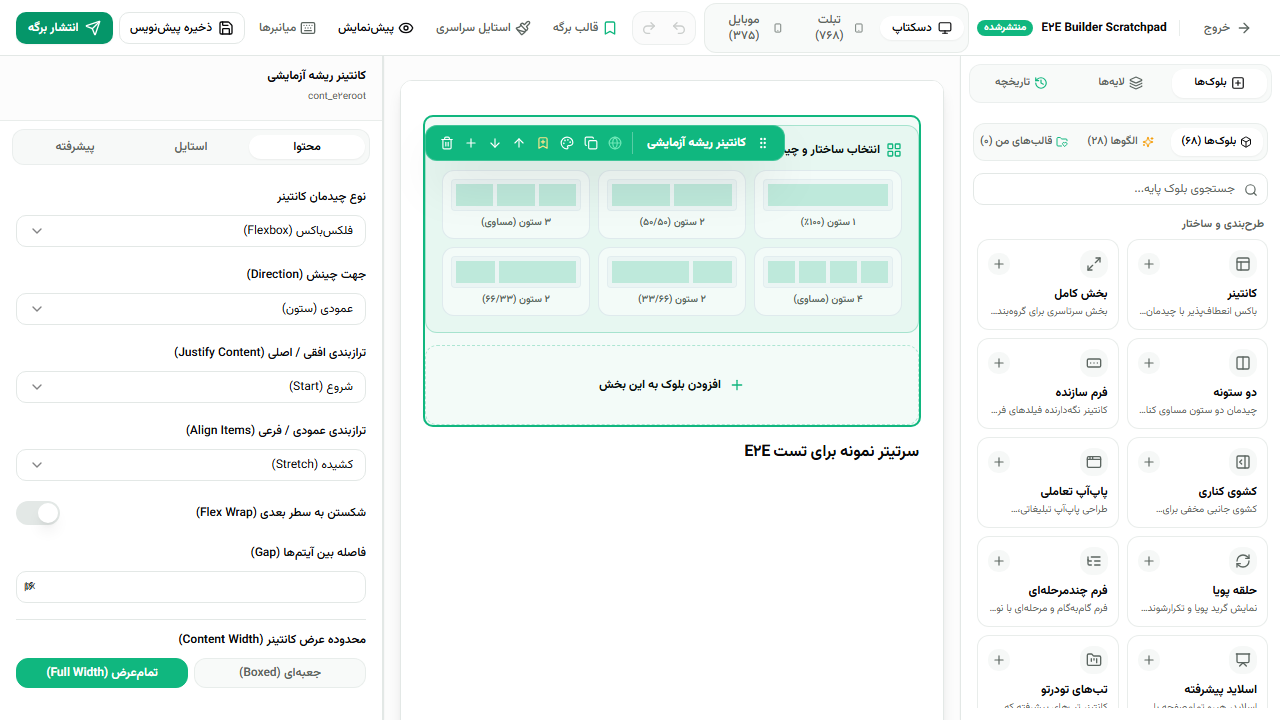 خروج
E2E Builder Scratchpad
منتشرشده
دسکتاپ
تبلت (۷۶۸)
موبایل (۳۷۵)
قالب برگه
استایل سراسری
پیش‌نمایش
میانبرها
ذخیره پیش‌نویس
انتشار برگه
بلوک‌ها
لایه‌ها
تاریخچه
بلوک‌ها (۶۸)
الگوها (۲۸)
قالب‌های من (۰)
جستجوی بلوک پایه...
طرح‌بندی و ساختار
کانتینر
باکس انعطاف‌پذیر با چیدمان...
بخش کامل
بخش سرتاسری برای گروه‌بند...
دو ستونه
چیدمان دو ستون مساوی کنا...
فرم سازنده
کانتینر نگه‌دارنده فیلدهای فر...
کشوی کناری
کشوی جانبی مخفی برای...
پاپ‌آپ تعاملی
طراحی پاپ‌آپ تبلیغاتی،...
حلقه پویا
نمایش گرید پویا و تکرارشوند...
فرم چندمرحله‌ای
فرم گام‌به‌گام و مرحله‌ای با نو...
اسلاید پیشرفته
تب‌های تودرتو
کانتینر ریشه آزمایشی
انتخاب ساختار و چی
۱ ستون (۱۰۰٪)
۲ ستون (۵۰/۵۰)
۳ ستون (مساوی)
۴ ستون (مساوی)
۲ ستون (۳۳/۶۶)
۲ ستون (۶۶/۳۳)
افزودن بلوک به این بخش
سرتیتر نمونه برای تست E2E
کانتینر ریشه آزمایشی
cont_e2eroot
محتوا
استایل
پیشرفته
نوع چیدمان کانتینر
فلکس‌باکس (Flexbox)
جهت چینش (Direction)
عمودی (ستون)
ترازبندی افقی / اصلی (Justify Content)
شروع (Start)
ترازبندی عمودی / فرعی (Align Items)
کشیده (Stretch)
شکستن به سطر بعدی (Flex Wrap)
فاصله بین آیتم‌ها (Gap)
محدوده عرض کانتینر (Content Width)
جعبه‌ای (Boxed)
تمام‌عرض (Full Width)